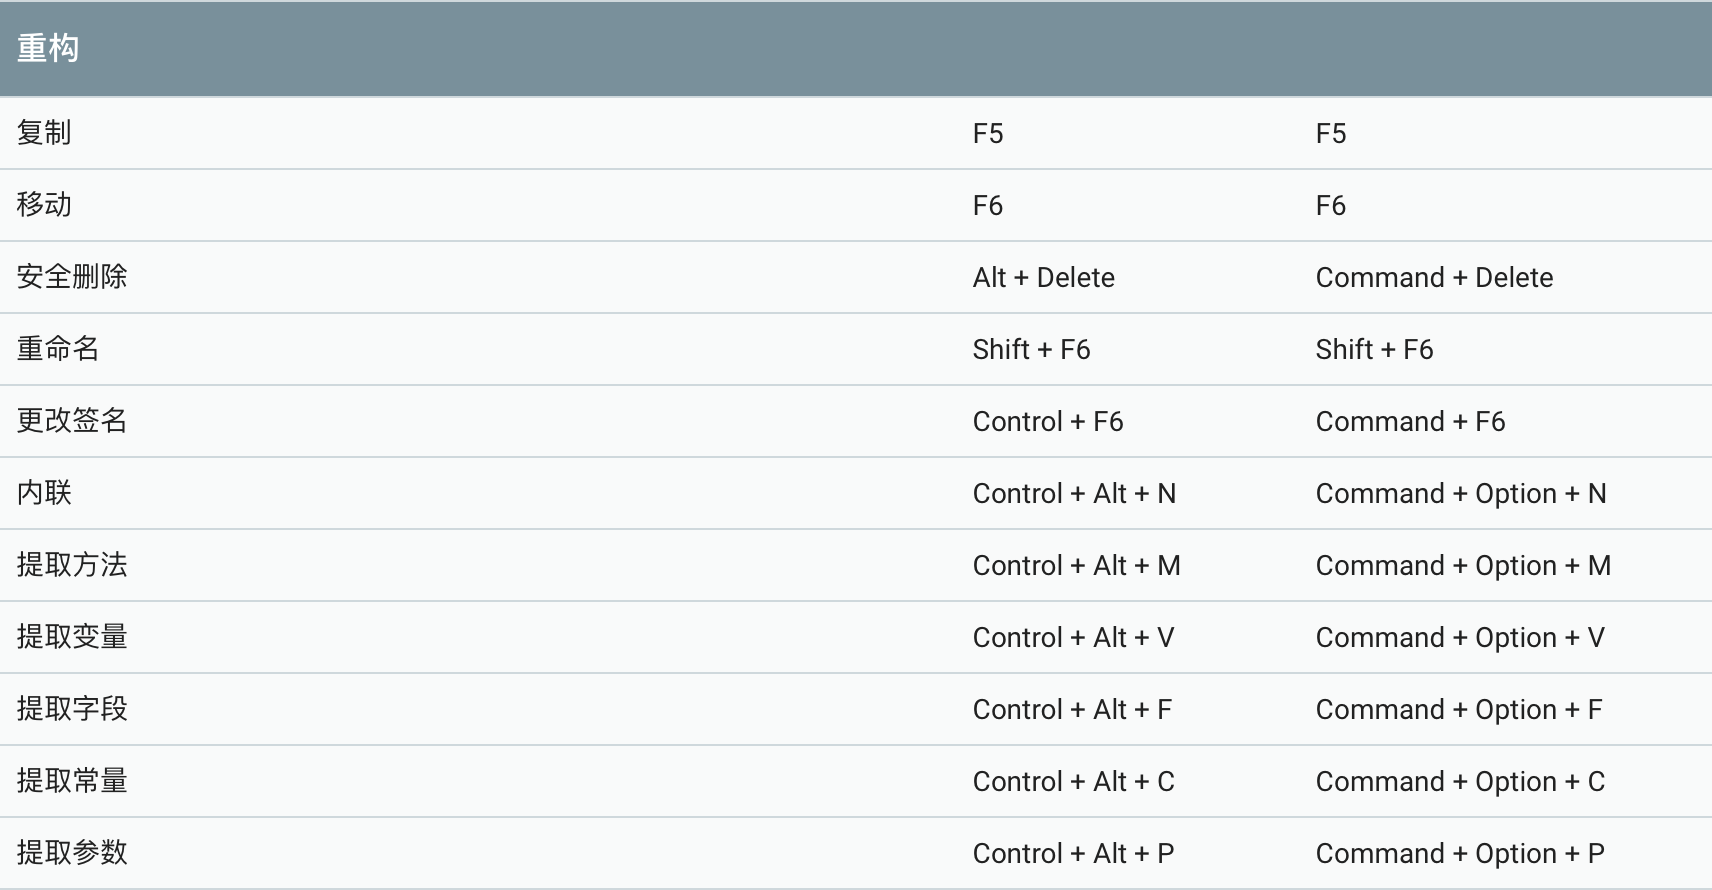 重构
复制 F5 F5
移动 F6 F6
安全删除 Alt + Delete Command + Delete
重命名 Shift + F6 Shift + F6
更改签名 Control + F6 Command + F6
内联 Control + Alt + N Command + Option + N
提取方法 Control + Alt + M Command + Option + M
提取变量 Control + Alt + V Command + Option + V
提取字段 Control + Alt + F Command + Option + F
提取常量 Control + Alt + C Command + Option + C
提取参数 Control + Alt + P Command + Option + P